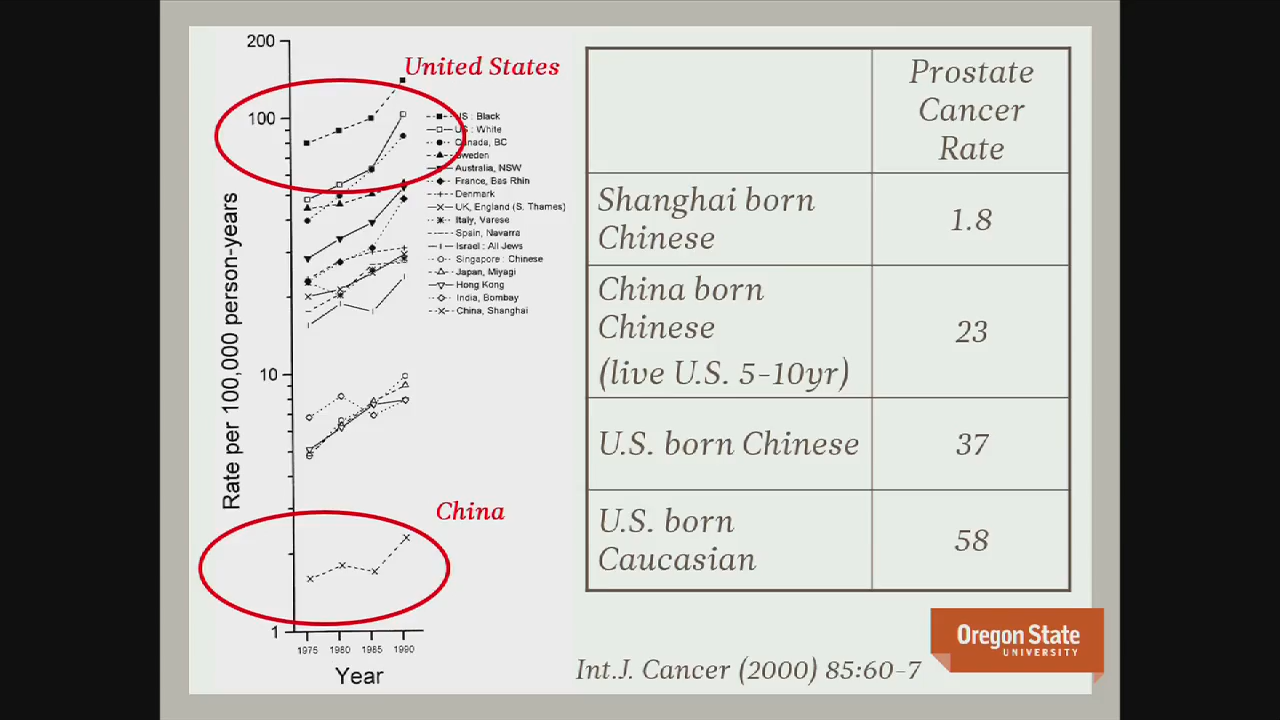 200
100
10
1
Rate per 100,000 person-years
1975 1980 1985 1990
Year
United States
US : Black
US : White
Canada, BC
Sweden
Australia, NSW
France, Bas Rhin
Denmark
UK, England (S. Thames)
Italy, Varese
Spain, Navarra
Israel : All Jews
Singapore : Chinese
Japan, Miyagi
Hong Kong
India, Bombay
China, Shanghai
China
Prostate
Cancer
Rate
Shanghai born
Chinese
1.8
China born
Chinese
(live U.S. 5-10yr)
23
U.S. born Chinese
37
U.S. born
Caucasian
58
Int.J. Cancer (2000) 85:60-7
Oregon State
UNIVERSITY